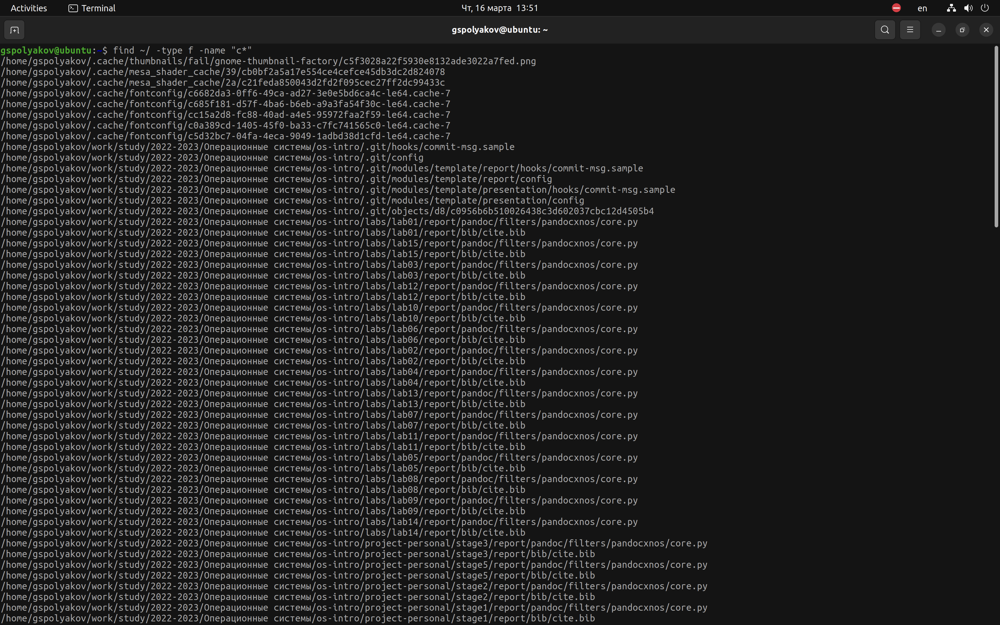 Activities Terminal Чт, 16 марта 13:51 en
gspolyakov@ubuntu: ~
gspolyakov@ubuntu:~$ find ~/ -type f -name "c*"
/home/gspolyakov/.cache/thumbnails/fail/gnome-thumbnail-factory/c5f3028a22f5930e8132ade3022a7fed.png
/home/gspolyakov/.cache/mesa_shader_cache/39/cb0bf2a5a17e554ce4cefce45db3dc2d824078
/home/gspolyakov/.cache/mesa_shader_cache/2a/c21feda850043d2fd2f095cec27ff2dc99433c
/home/gspolyakov/.cache/fontconfig/c6682da3-0ff6-49ca-ad27-3e0e5bd6ca4c-le64.cache-7
/home/gspolyakov/.cache/fontconfig/c685f181-d57f-4ba6-b6eb-a9a3fa54f30c-le64.cache-7
/home/gspolyakov/.cache/fontconfig/cc15a2d8-fc88-40ad-a4e5-95972faa2f59-le64.cache-7
/home/gspolyakov/.cache/fontconfig/c0a389cd-1405-45f0-ba33-c7fc741565c0-le64.cache-7
/home/gspolyakov/.cache/fontconfig/c5d32bc7-04fa-4eca-9049-1adbd38d1cfd-le64.cache-7
/home/gspolyakov/work/study/2022-2023/Операционные системы/os-intro/.git/hooks/commit-msg.sample
/home/gspolyakov/work/study/2022-2023/Операционные системы/os-intro/.git/config
/home/gspolyakov/work/study/2022-2023/Операционные системы/os-intro/.git/modules/template/report/hooks/commit-msg.sample
/home/gspolyakov/work/study/2022-2023/Операционные системы/os-intro/.git/modules/template/report/config
/home/gspolyakov/work/study/2022-2023/Операционные системы/os-intro/.git/modules/template/presentation/hooks/commit-msg.sample
/home/gspolyakov/work/study/2022-2023/Операционные системы/os-intro/.git/modules/template/presentation/config
/home/gspolyakov/work/study/2022-2023/Операционные системы/os-intro/.git/objects/d8/c0956b6b510026438c3d602037cbc12d4505b4
/home/gspolyakov/work/study/2022-2023/Операционные системы/os-intro/labs/lab01/report/pandoc/filters/pandocxnos/core.py
/home/gspolyakov/work/study/2022-2023/Операционные системы/os-intro/labs/lab01/report/bib/cite.bib
/home/gspolyakov/work/study/2022-2023/Операционные системы/os-intro/labs/lab15/report/pandoc/filters/pandocxnos/core.py
/home/gspolyakov/work/study/2022-2023/Операционные системы/os-intro/labs/lab15/report/bib/cite.bib
/home/gspolyakov/work/study/2022-2023/Операционные системы/os-intro/labs/lab03/report/pandoc/filters/pandocxnos/core.py
/home/gspolyakov/work/study/2022-2023/Операционные системы/os-intro/labs/lab03/report/bib/cite.bib
/home/gspolyakov/work/study/2022-2023/Операционные системы/os-intro/labs/lab12/report/pandoc/filters/pandocxnos/core.py
/home/gspolyakov/work/study/2022-2023/Операционные системы/os-intro/labs/lab12/report/bib/cite.bib
/home/gspolyakov/work/study/2022-2023/Операционные системы/os-intro/labs/lab10/report/pandoc/filters/pandocxnos/core.py
/home/gspolyakov/work/study/2022-2023/Операционные системы/os-intro/labs/lab10/report/bib/cite.bib
/home/gspolyakov/work/study/2022-2023/Операционные системы/os-intro/labs/lab06/report/pandoc/filters/pandocxnos/core.py
/home/gspolyakov/work/study/2022-2023/Операционные системы/os-intro/labs/lab06/report/bib/cite.bib
/home/gspolyakov/work/study/2022-2023/Операционные системы/os-intro/labs/lab02/report/pandoc/filters/pandocxnos/core.py
/home/gspolyakov/work/study/2022-2023/Операционные системы/os-intro/labs/lab02/report/bib/cite.bib
/home/gspolyakov/work/study/2022-2023/Операционные системы/os-intro/labs/lab04/report/pandoc/filters/pandocxnos/core.py
/home/gspolyakov/work/study/2022-2023/Операционные системы/os-intro/labs/lab04/report/bib/cite.bib
/home/gspolyakov/work/study/2022-2023/Операционные системы/os-intro/labs/lab13/report/pandoc/filters/pandocxnos/core.py
/home/gspolyakov/work/study/2022-2023/Операционные системы/os-intro/labs/lab13/report/bib/cite.bib
/home/gspolyakov/work/study/2022-2023/Операционные системы/os-intro/labs/lab07/report/pandoc/filters/pandocxnos/core.py
/home/gspolyakov/work/study/2022-2023/Операционные системы/os-intro/labs/lab07/report/bib/cite.bib
/home/gspolyakov/work/study/2022-2023/Операционные системы/os-intro/labs/lab11/report/pandoc/filters/pandocxnos/core.py
/home/gspolyakov/work/study/2022-2023/Операционные системы/os-intro/labs/lab11/report/bib/cite.bib
/home/gspolyakov/work/study/2022-2023/Операционные системы/os-intro/labs/lab05/report/pandoc/filters/pandocxnos/core.py
/home/gspolyakov/work/study/2022-2023/Операционные системы/os-intro/labs/lab05/report/bib/cite.bib
/home/gspolyakov/work/study/2022-2023/Операционные системы/os-intro/labs/lab08/report/pandoc/filters/pandocxnos/core.py
/home/gspolyakov/work/study/2022-2023/Операционные системы/os-intro/labs/lab08/report/bib/cite.bib
/home/gspolyakov/work/study/2022-2023/Операционные системы/os-intro/labs/lab09/report/pandoc/filters/pandocxnos/core.py
/home/gspolyakov/work/study/2022-2023/Операционные системы/os-intro/labs/lab09/report/bib/cite.bib
/home/gspolyakov/work/study/2022-2023/Операционные системы/os-intro/labs/lab14/report/pandoc/filters/pandocxnos/core.py
/home/gspolyakov/work/study/2022-2023/Операционные системы/os-intro/labs/lab14/report/bib/cite.bib
/home/gspolyakov/work/study/2022-2023/Операционные системы/os-intro/project-personal/stage3/report/pandoc/filters/pandocxnos/core.py
/home/gspolyakov/work/study/2022-2023/Операционные системы/os-intro/project-personal/stage3/report/bib/cite.bib
/home/gspolyakov/work/study/2022-2023/Операционные системы/os-intro/project-personal/stage5/report/pandoc/filters/pandocxnos/core.py
/home/gspolyakov/work/study/2022-2023/Операционные системы/os-intro/project-personal/stage5/report/bib/cite.bib
/home/gspolyakov/work/study/2022-2023/Операционные системы/os-intro/project-personal/stage2/report/pandoc/filters/pandocxnos/core.py
/home/gspolyakov/work/study/2022-2023/Операционные системы/os-intro/project-personal/stage2/report/bib/cite.bib
/home/gspolyakov/work/study/2022-2023/Операционные системы/os-intro/project-personal/stage1/report/pandoc/filters/pandocxnos/core.py
/home/gspolyakov/work/study/2022-2023/Операционные системы/os-intro/project-personal/stage1/report/bib/cite.bib